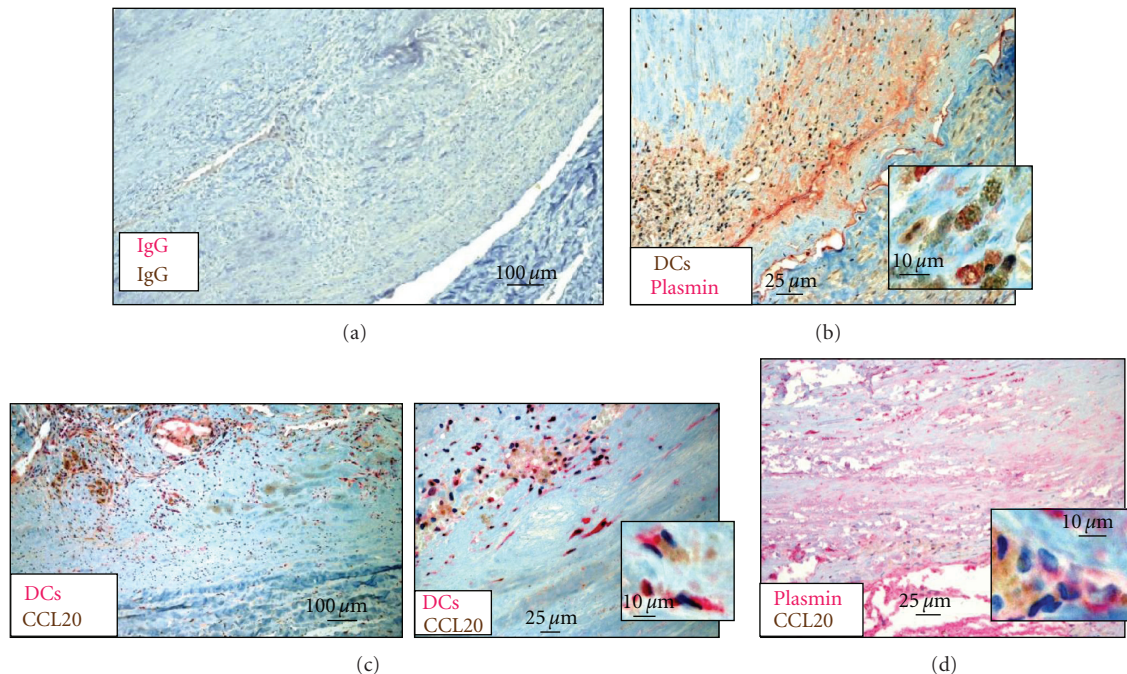 IgG
IgG
100 µm
(a)
DCs
Plasmin
25 µm
10 µm
(b)
DCs
CCL20
100 µm
DCs
CCL20
25 µm
10 µm
(c)
Plasmin
CCL20
25 µm
10 µm
(d)